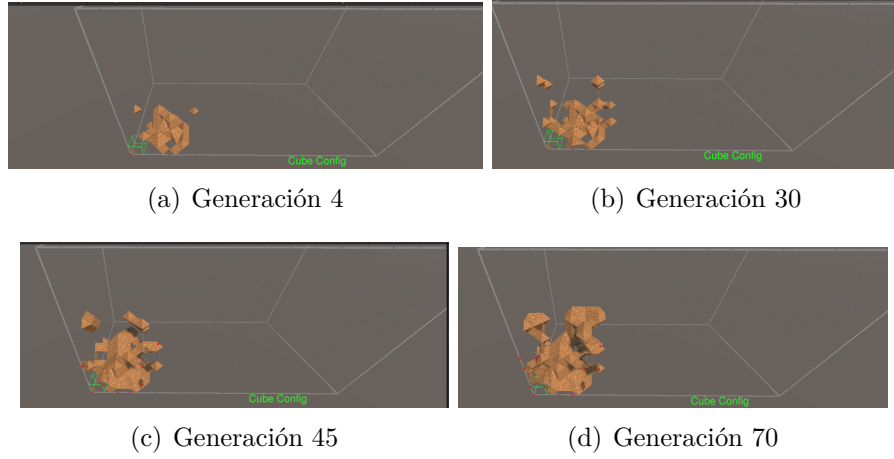 Cube Config
Cube Config
(a) Generación 4
(b) Generación 30
Cube Config
Cube Config
(c) Generación 45
(d) Generación 70